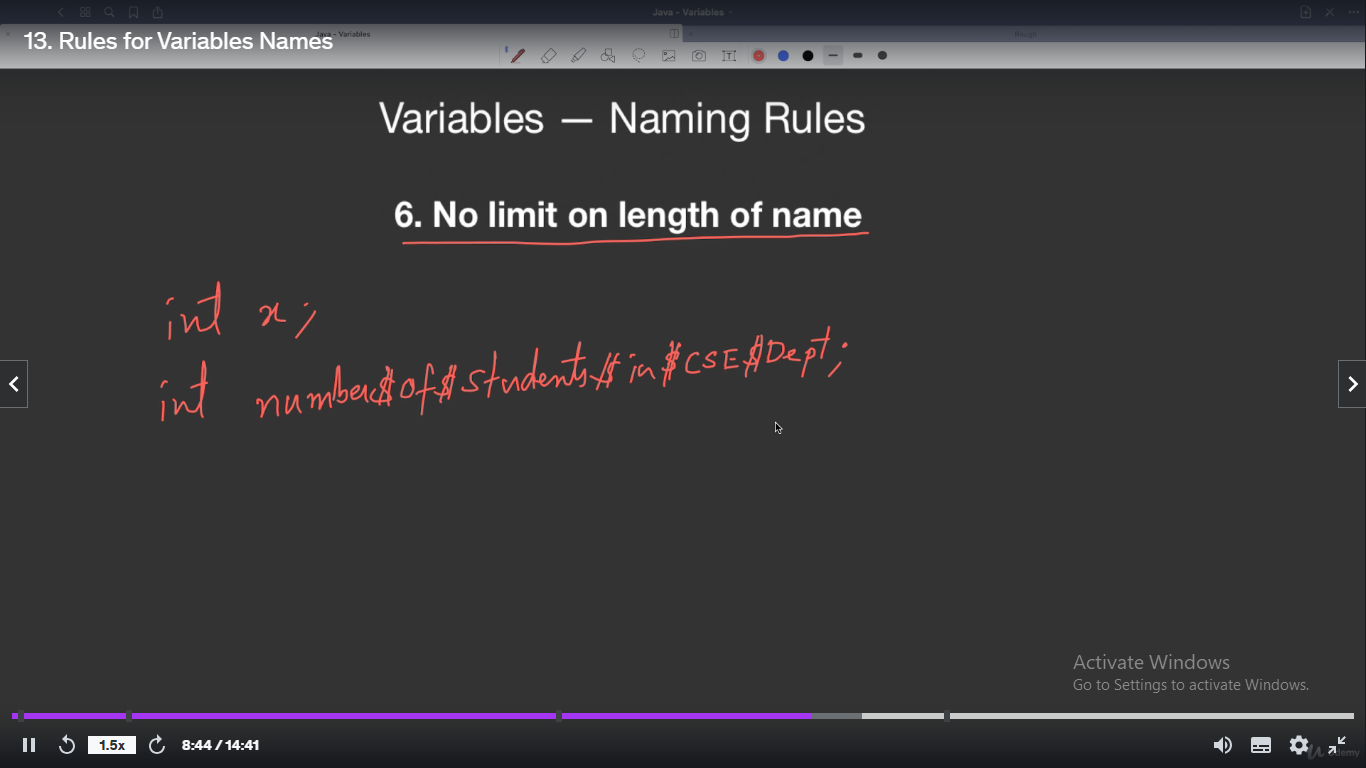 Java - Variables
13. Rules for Variables Names
Java - Variables
Rough
Variables — Naming Rules
6. No limit on length of name
int x;
int number$of$students$in$CSE$Dept;
Activate Windows
Go to Settings to activate Windows.
1.5x
8:44 / 14:41